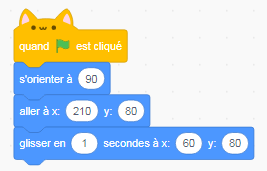 quand est cliqué
s'orienter à 90
aller à x: 210 y: 80
glisser en 1 secondes à x: 60 y: 80